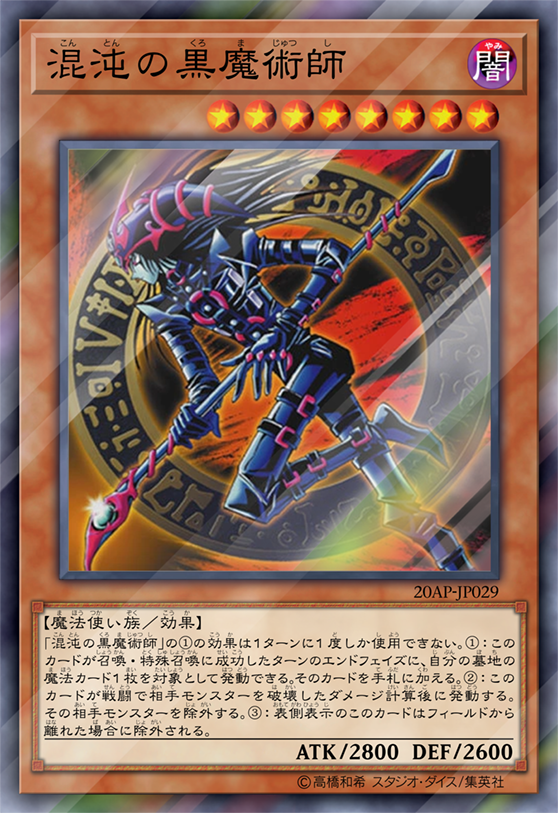 混沌の黒魔術師
闇
20AP-JP029
【魔法使い族／効果】
「混沌の黒魔術師」の①の効果は1ターンに1度しか使用できない。①：この
カードが召喚・特殊召喚に成功したターンのエンドフェイズに、自分の墓地の
魔法カード1枚を対象として発動できる。そのカードを手札に加える。②：この
カードが戦闘で相手モンスターを破壊したダメージ計算後に発動する。
その相手モンスターを除外する。③：表側表示のこのカードはフィールドから
離れた場合に除外される。
ATK/2800 DEF/2600
©高橋和希 スタジオ・ダイス/集英社